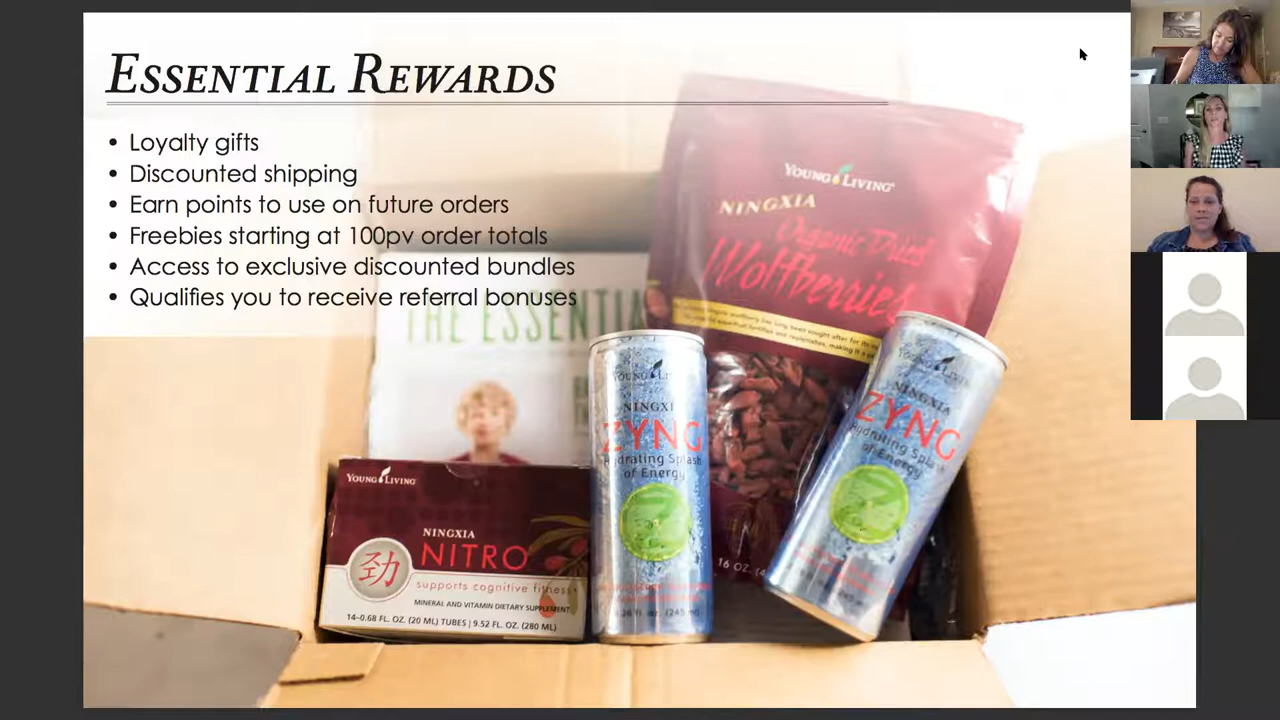 ESSENTIAL REWARDS
• Loyalty gifts
• Discounted shipping
• Earn points to use on future orders
• Freebies starting at 100pv order totals
• Access to exclusive discounted bundles
• Qualifies you to receive referral bonuses
YOUNG LIVING
NINGXIA
Organic Dried
Wolfberries
THE ESSENTIA
YOUNG LIVING
NINGXIA
NITRO
劲
supports cognitive fitness
MINERAL AND VITAMIN DIETARY SUPPLEMENT
14–0.68 FL. OZ. (20 ML) TUBES | 9.52 FL. OZ. (280 ML)
YOUNG LI
NINGXI
ZYNG
Hydrating Splash
of Energy
YOUNG LIVIN
NINGXIA
ZYNG
Hydrating Splash
of Energy
16 OZ.